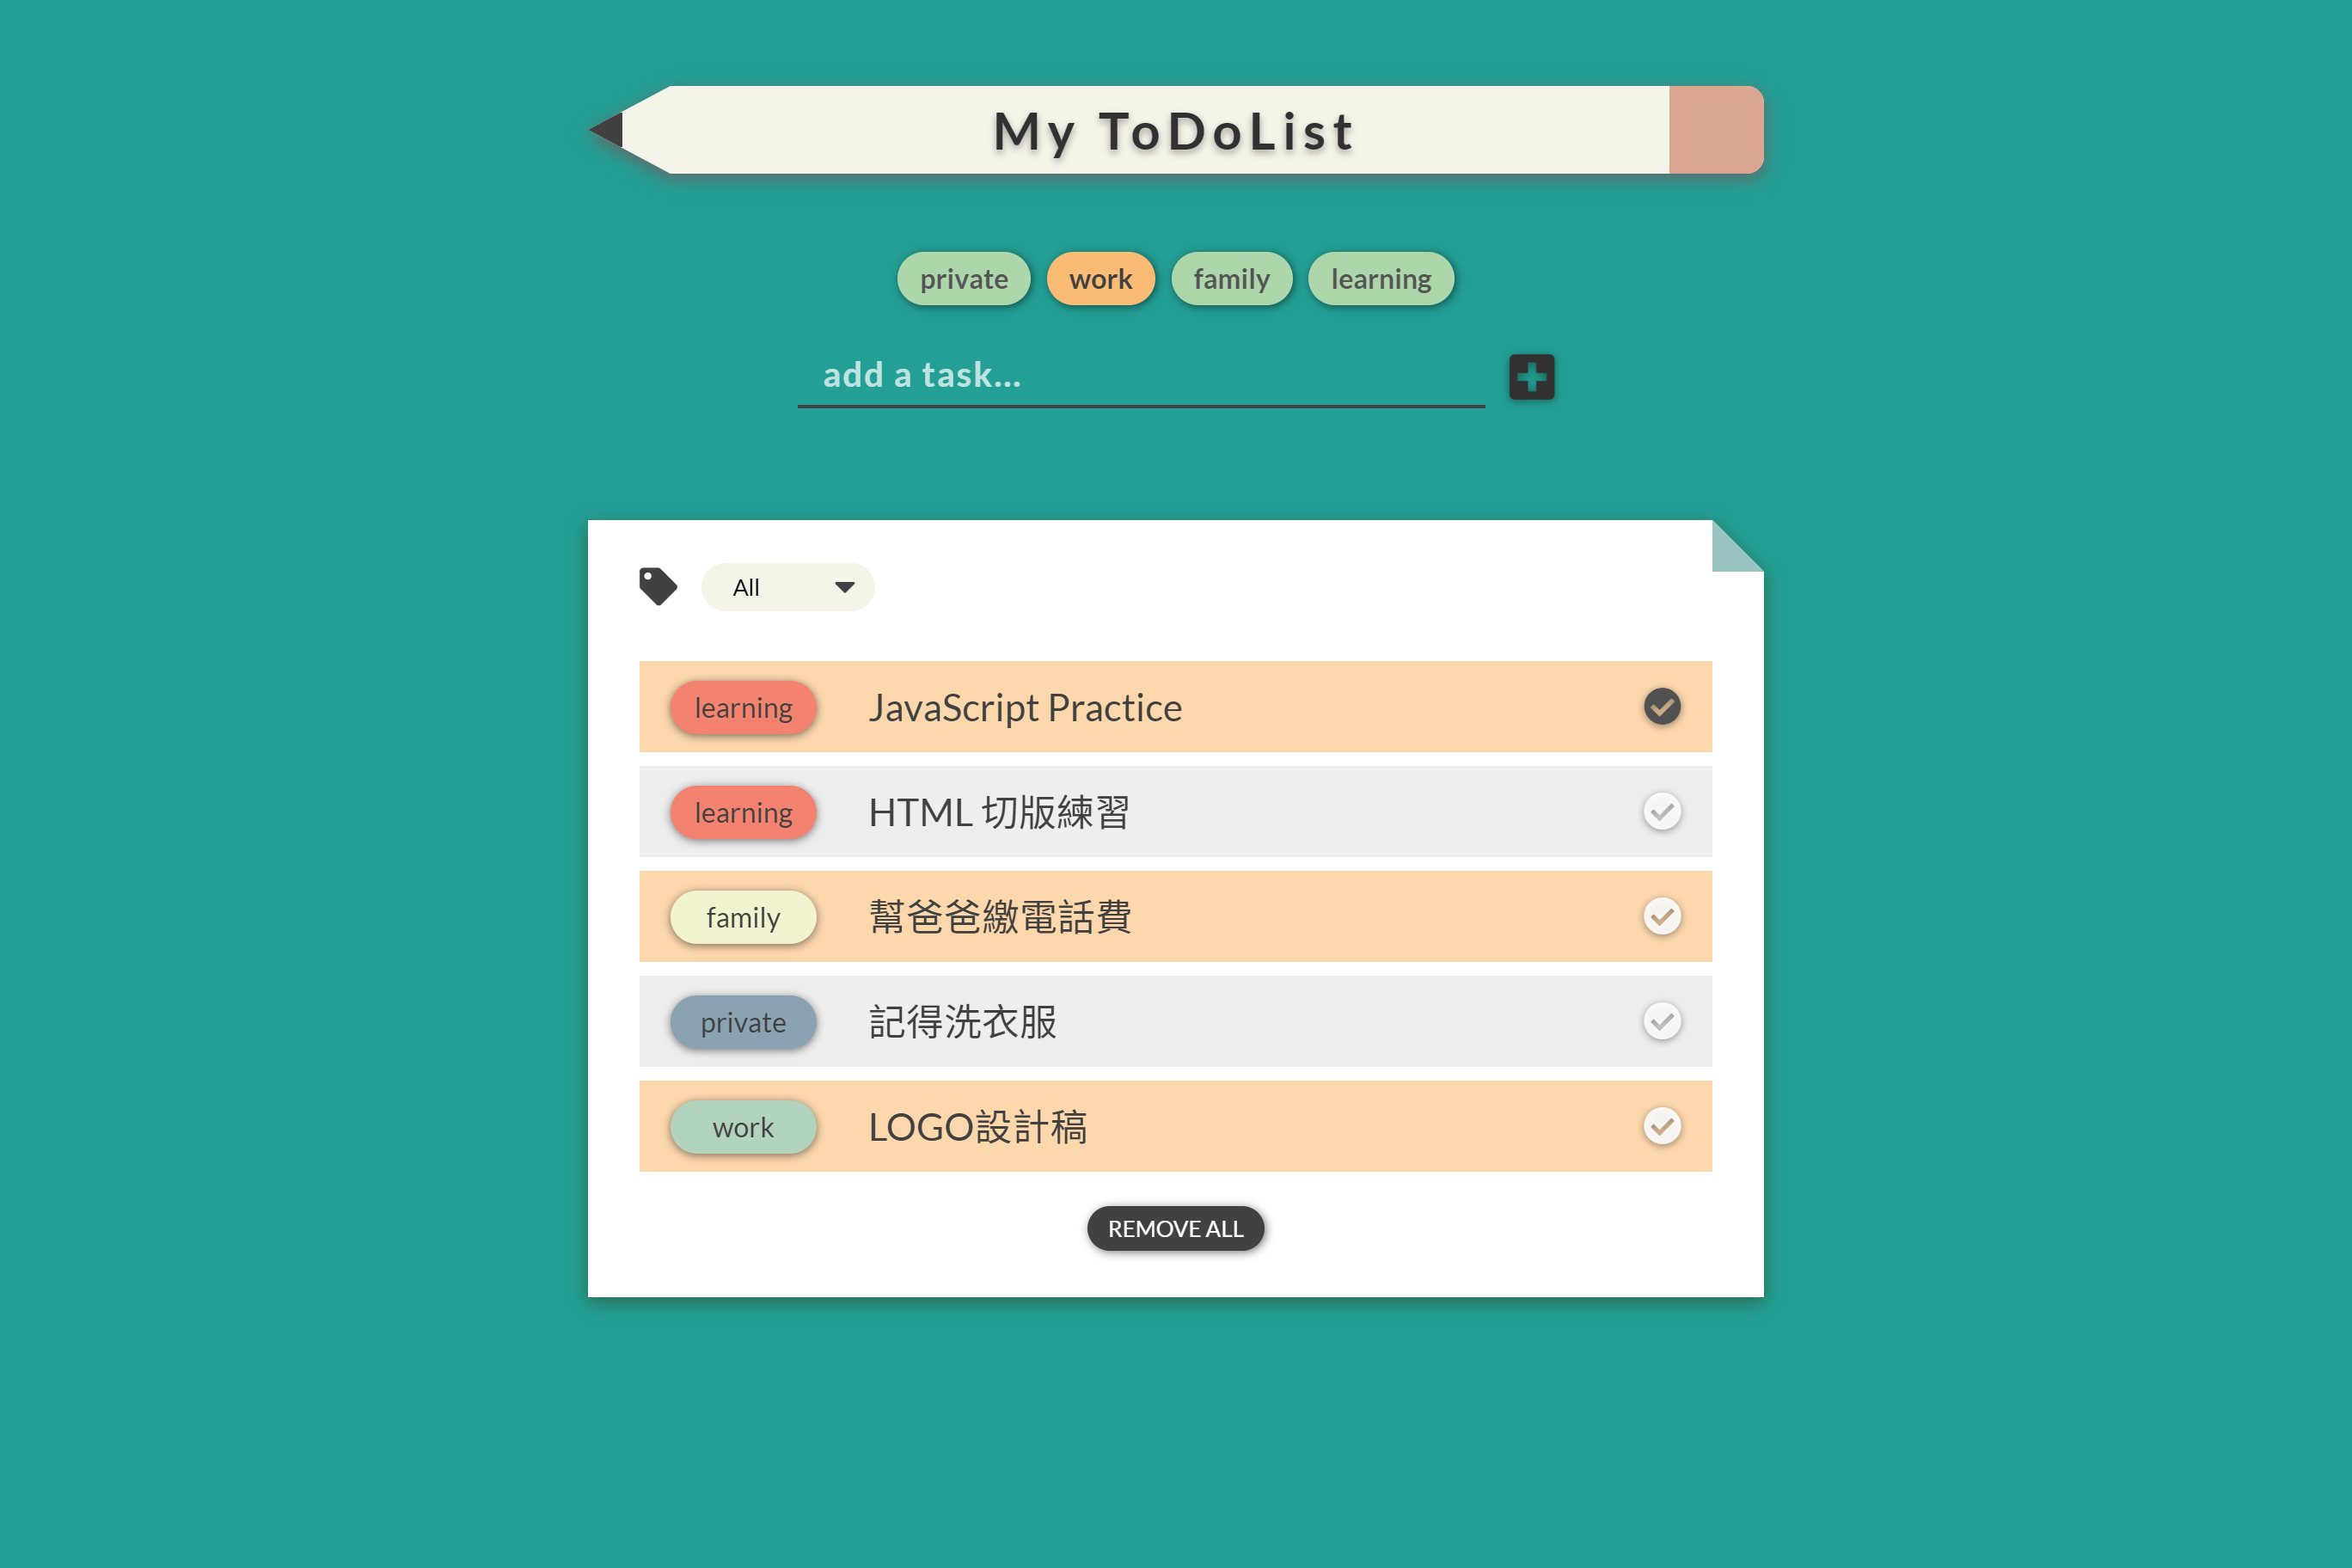 My ToDoList
private work family learning
add a task...
All
learning JavaScript Practice
learning HTML 切版練習
family 幫爸爸繳電話費
private 記得洗衣服
work LOGO設計稿
REMOVE ALL